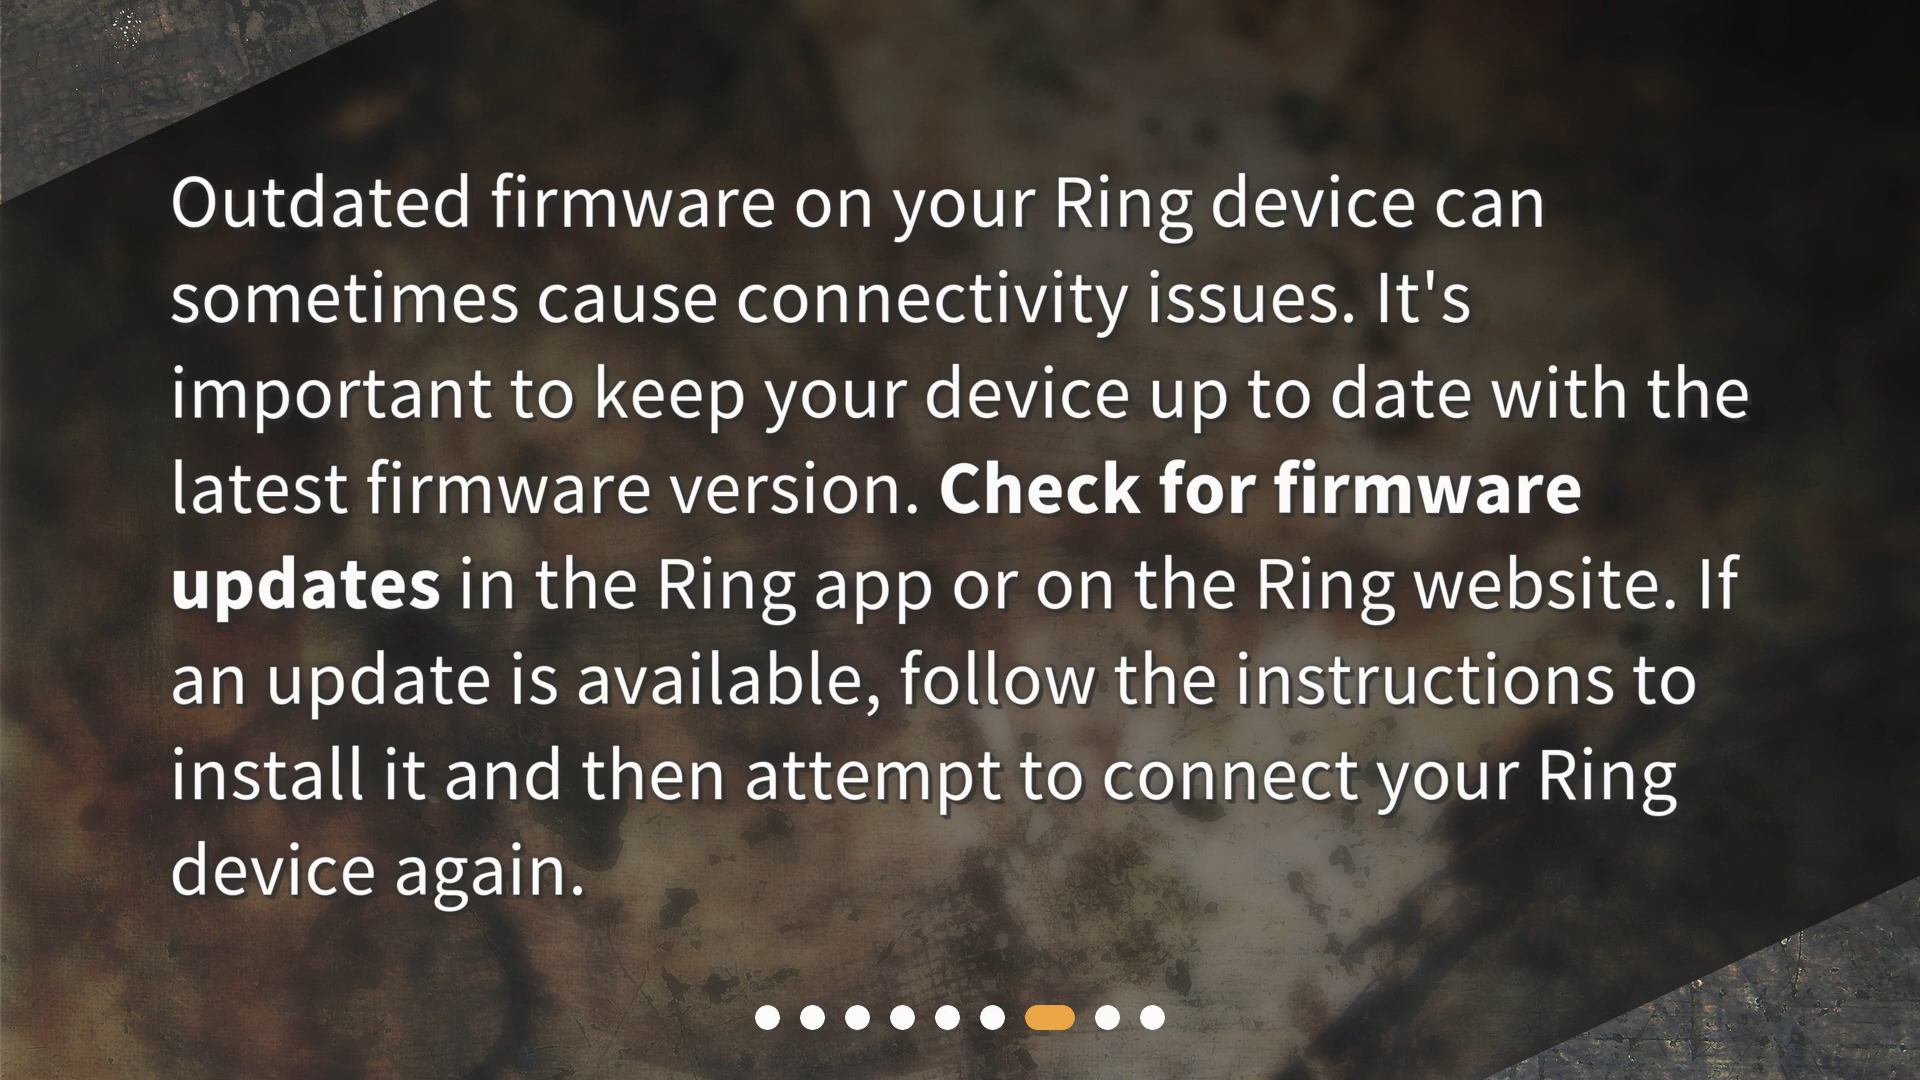 Outdated firmware on your Ring device can
sometimes cause connectivity issues. It's
important to keep your device up to date with the
latest firmware version. Check for firmware
updates in the Ring app or on the Ring website. If
an update is available, follow the instructions to
install it and then attempt to connect your Ring
device again.